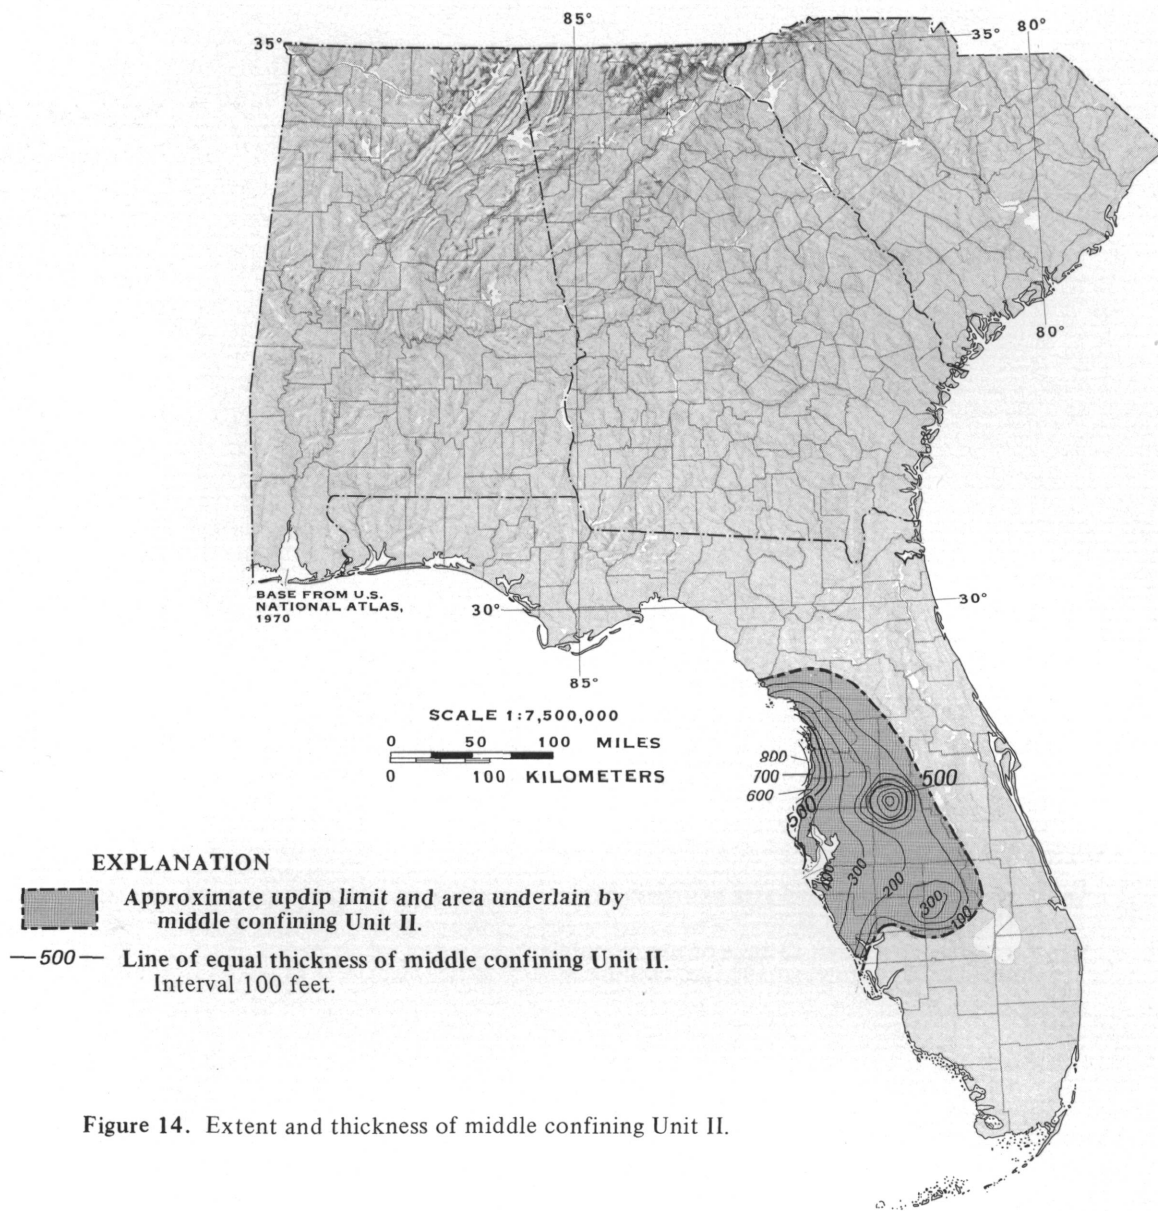 85°
80°
35°
35°
80°
BASE FROM U.S.
NATIONAL ATLAS,
1970
30°
30°
85°
SCALE 1:7,500,000
0 50 100 MILES
0 100 KILOMETERS
800
700
600
500
500
400
300
200
300
100
EXPLANATION
Approximate updip limit and area underlain by
middle confining Unit II.
—500— Line of equal thickness of middle confining Unit II.
Interval 100 feet.
Figure 14. Extent and thickness of middle confining Unit II.